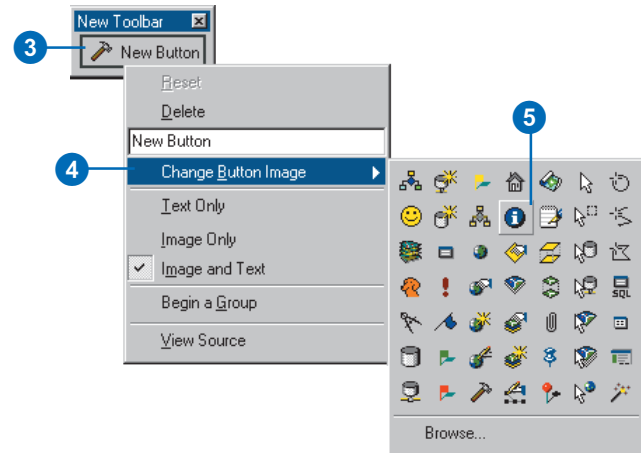 New Toolbar
3
New Button
Reset
Delete
New Button
4
Change Button Image
5
Text Only
Image Only
Image and Text
Begin a Group
View Source
SQL
Browse...